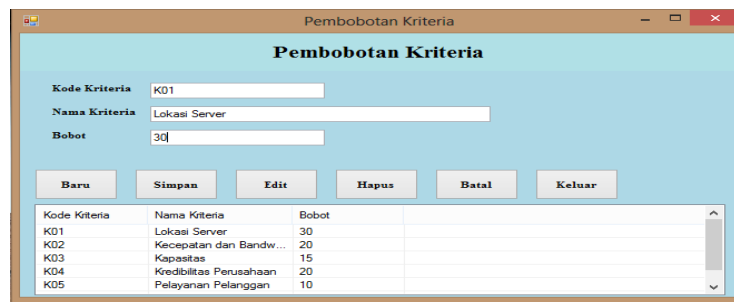 Pembobotan Kriteria
Pembobotan Kriteria
Kode Kriteria K01
Nama Kriteria Lokasi Server
Bobot 30
Baru Simpan Edit Hapus Batal Keluar
Kode Kriteria Nama Kriteria Bobot
K01 Lokasi Server 30
K02 Kecepatan dan Bandw... 20
K03 Kapasitas 15
K04 Kredibilitas Perusahaan 20
K05 Pelayanan Pelanggan 10